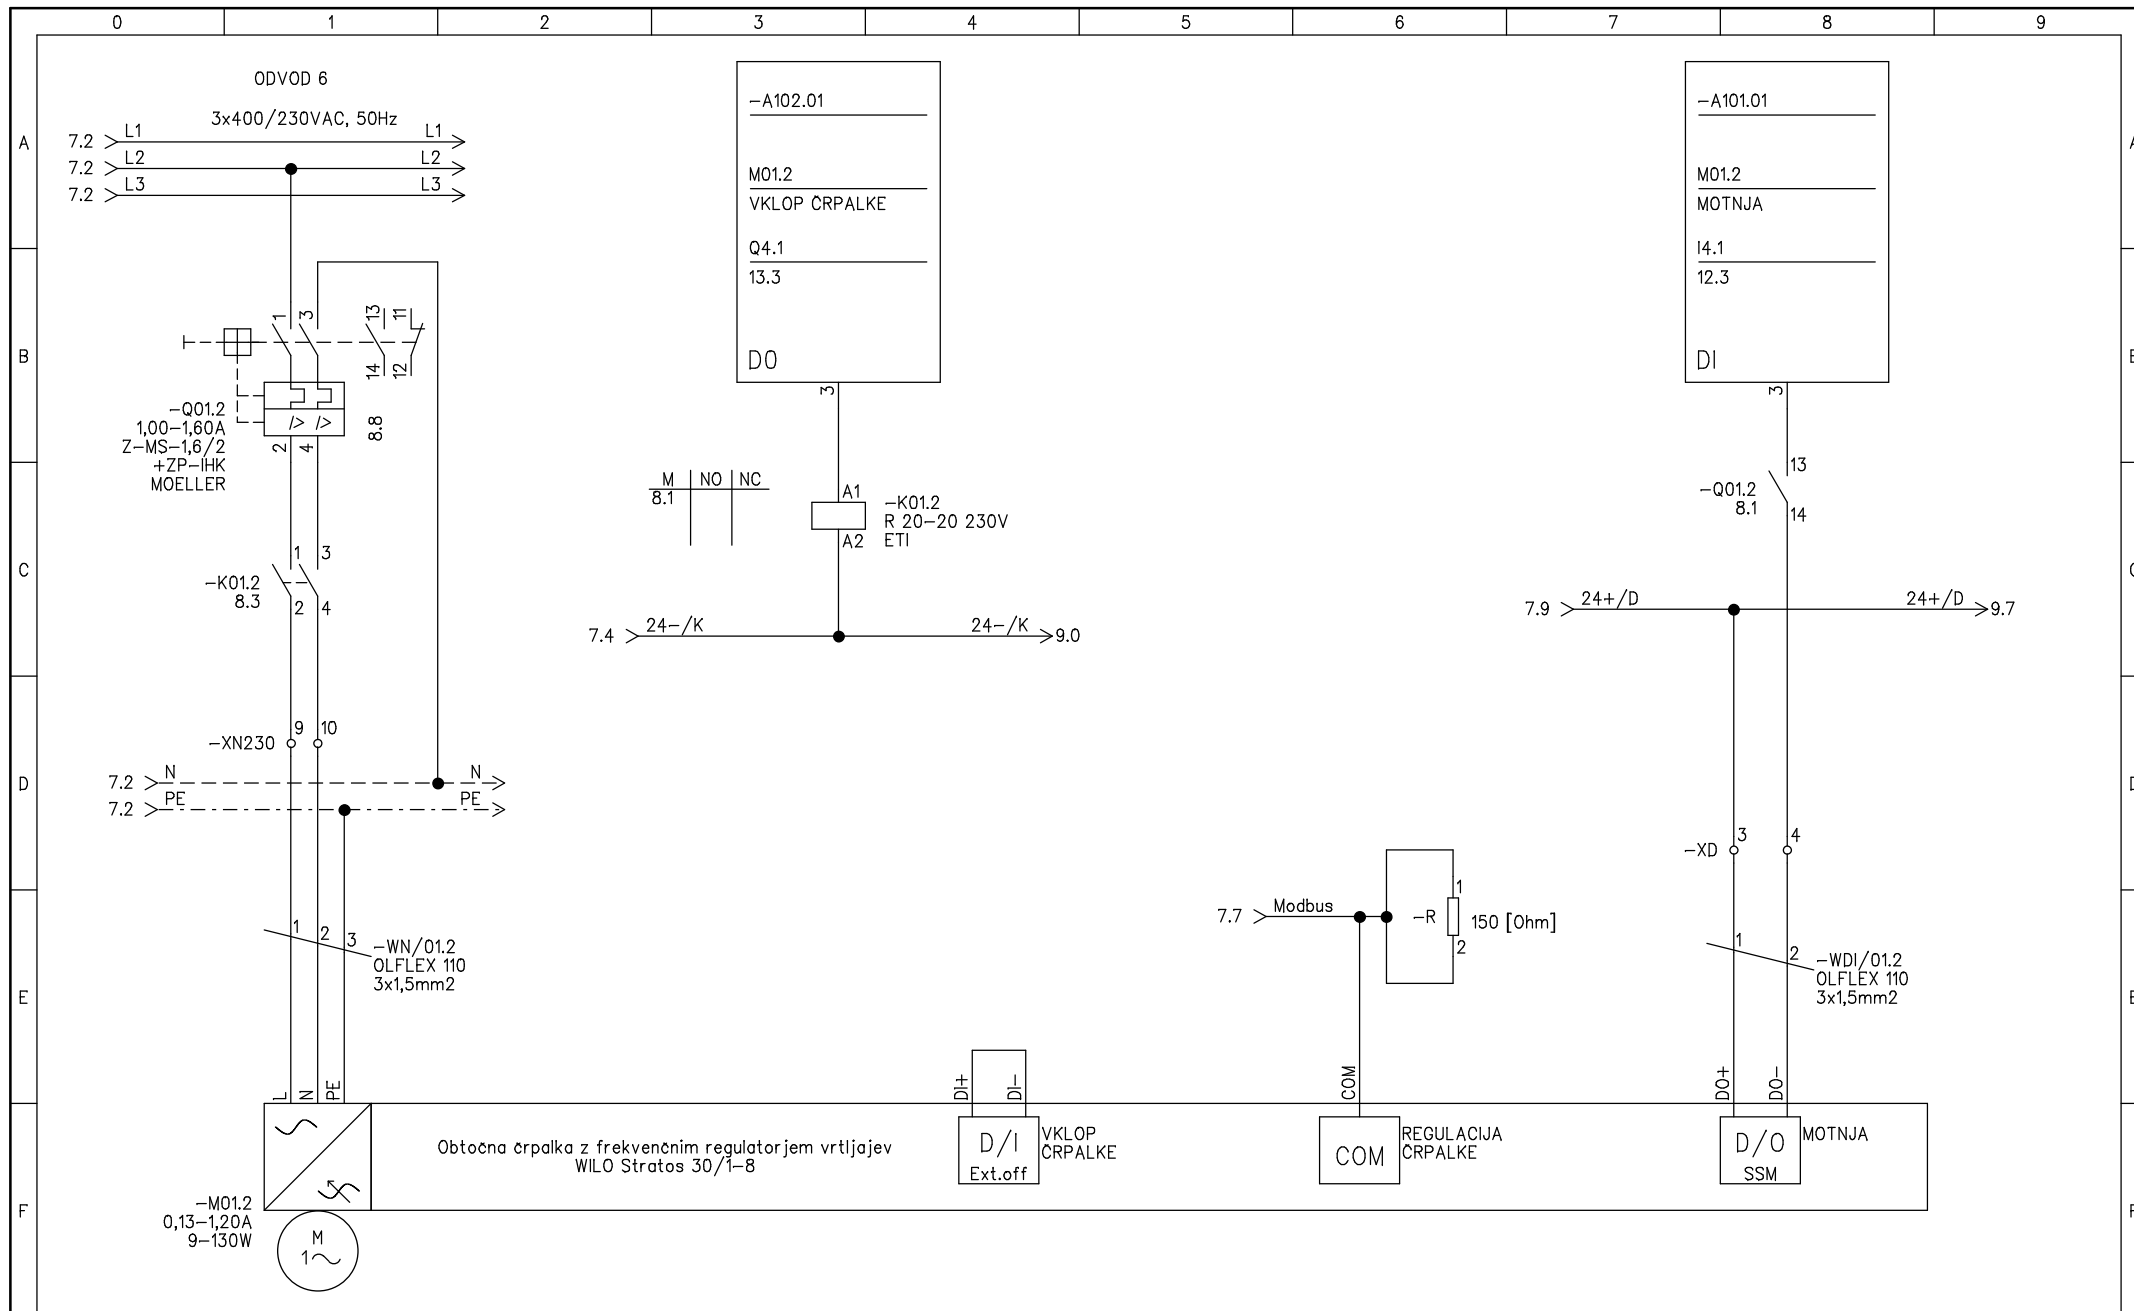 0 1 2 3 4 5 6 7 8 9
A
B
C
D
E
F
A
D
ODVOD 6
3x400/230VAC, 50Hz
7.2 L1 L1
7.2 L2 L2
7.2 L3 L3
1 3 13 11
14 12
-Q01.2
1,00-1,60A
Z-MS-1,6/2
+ZP-IHK
MOELLER
I> I>
2 4
8.8
1 3
-K01.2
8.3
2 4
9 10
-XN230
7.2 N N
7.2 PE PE
1 2 3
-WN/01.2
OLFLEX 110
3x1,5mm2
L N PE
-M01.2
0,13-1,20A
9-130W
M
1~
Obtočna črpalka z frekvenčnim regulatorjem vrtljajev
WILO Stratos 30/1-8
-A102.01
M01.2
VKLOP ČRPALKE
Q4.1
13.3
DO
3
M NO NC
8.1
A1
-K01.2
R 20-20 230V
ETI
A2
7.4 24-/K 24-/K 9.0
DI+ DI-
D/I
Ext.off
VKLOP
ČRPALKE
7.7 Modbus
-R
1
150 [Ohm]
2
COM
COM
REGULACIJA
ČRPALKE
-A101.01
M01.2
MOTNJA
I4.1
12.3
DI
3
13
-Q01.2
8.1
14
7.9 24+/D 24+/D 9.7
3 4
-XD
1 2
-WDI/01.2
OLFLEX 110
3x1,5mm2
DO+ DO-
D/O
SSM
MOTNJA